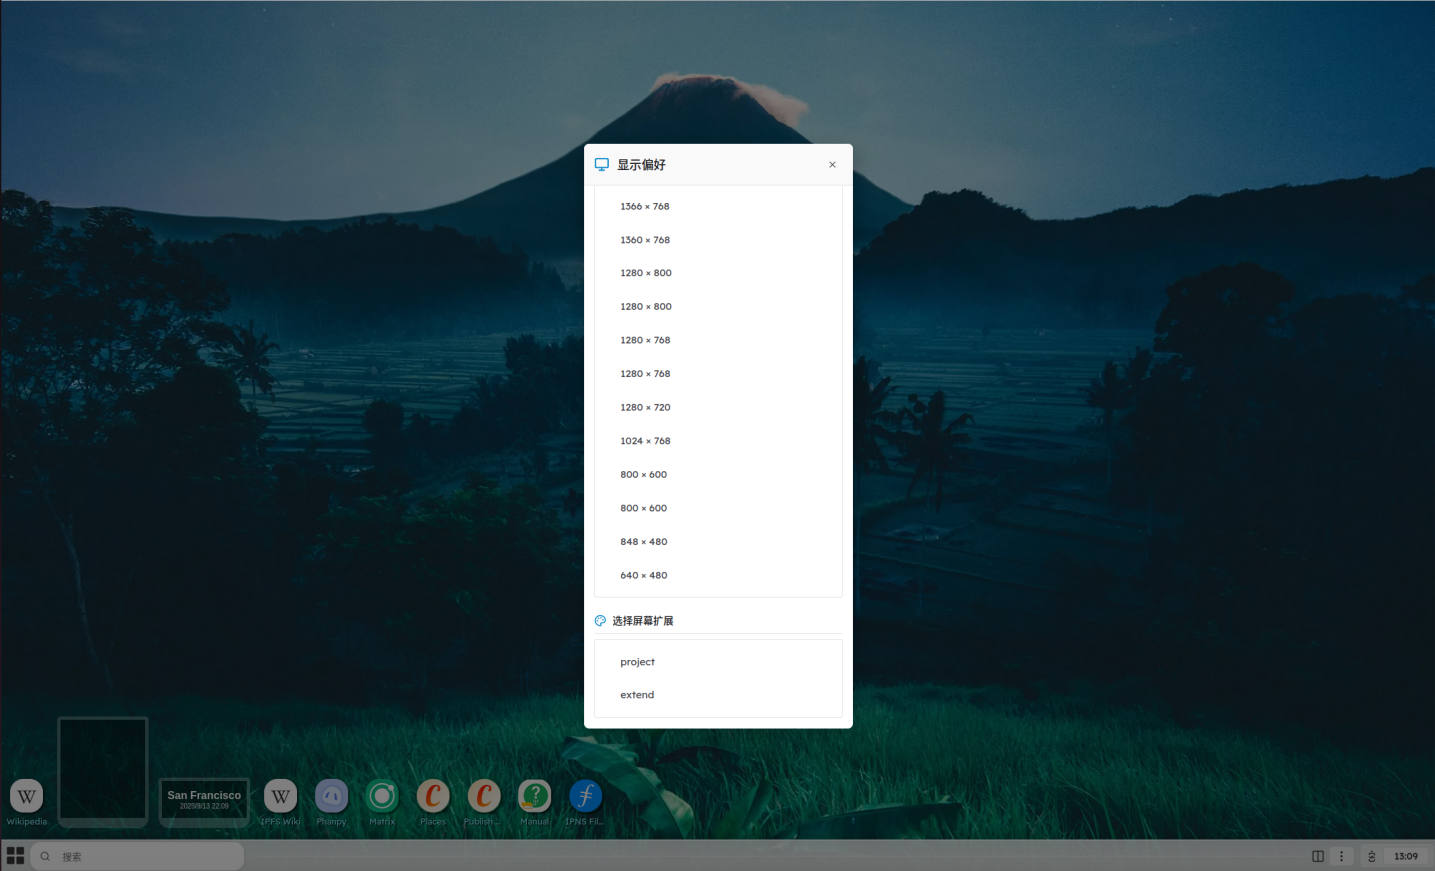 显示偏好
1366 × 768
1360 × 768
1280 × 800
1280 × 800
1280 × 768
1280 × 768
1280 × 720
1024 × 768
800 × 600
800 × 600
848 × 480
640 × 480
选择屏幕扩展
project
extend
San Francisco
2025/9/13 22:09
Wikipedia
IPFS Wiki
Phanpy
Matrix
Places
Publish ...
Manual
IPNS Fil...
搜索
13:09